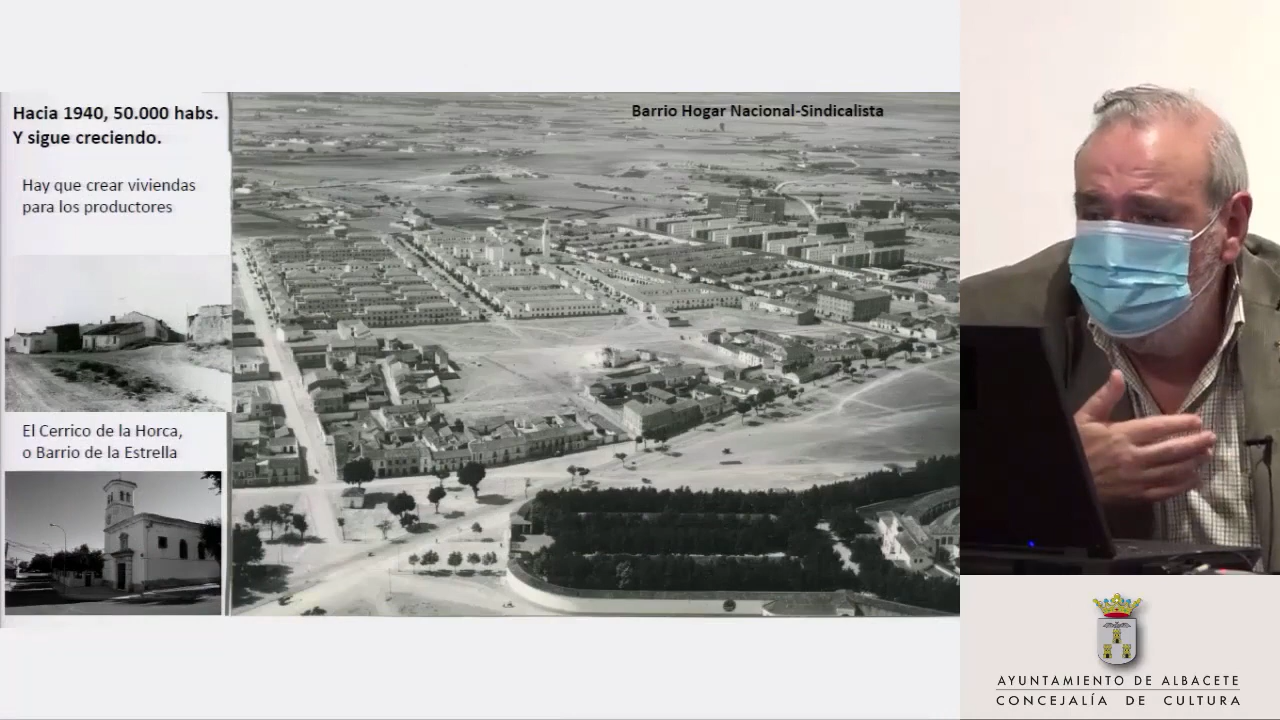 Hacia 1940, 50.000 habs.
Y sigue creciendo.
Hay que crear viviendas
para los productores
El Cerrico de la Horca,
o Barrio de la Estrella
Barrio Hogar Nacional-Sindicalista
AYUNTAMIENTO DE ALBACETE
CONCEJALÍA DE CULTURA